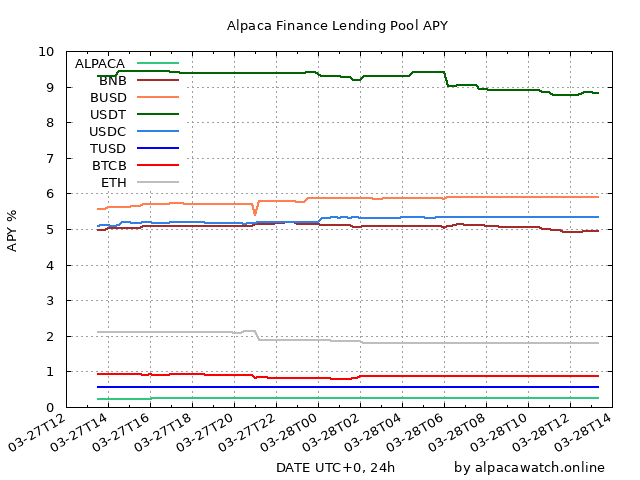 Alpaca Finance Lending Pool APY
10
9
8
7
6
5
4
3
2
1
0
APY %
ALPACA
BNB
BUSD
USDT
USDC
TUSD
BTCB
ETH
03-27T12
03-27T14
03-27T16
03-27T18
03-27T20
03-27T22
03-28T00
03-28T02
03-28T04
03-28T06
03-28T08
03-28T10
03-28T12
03-28T14
DATE UTC+0, 24h
by alpacawatch.online